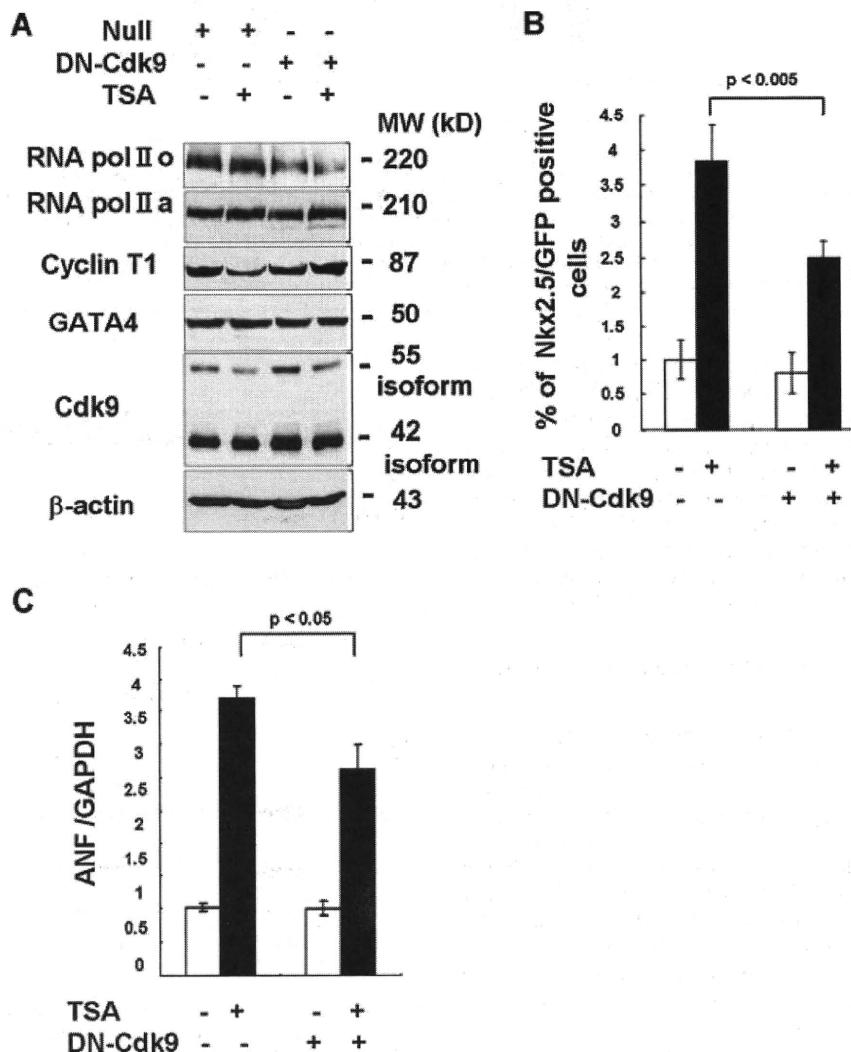 A
Null + + - -
DN-Cdk9 - - + +
TSA - + - +
MW (kD)
RNA pol II o - 220
RNA pol II a - 210
Cyclin T1 - 87
GATA4 - 50
Cdk9
- 55
isoform
- 42
isoform
β-actin - 43
B
p < 0.005
% of Nkx2.5/GFP positive
cells
4.5
4
3.5
3
2.5
2
1.5
1
0.5
0
TSA - + - +
DN-Cdk9 - - + +
C
p < 0.05
ANF /GAPDH
4.5
4
3.5
3
2.5
2
1.5
1
0.5
0
TSA - + - +
DN-Cdk9 - - + +